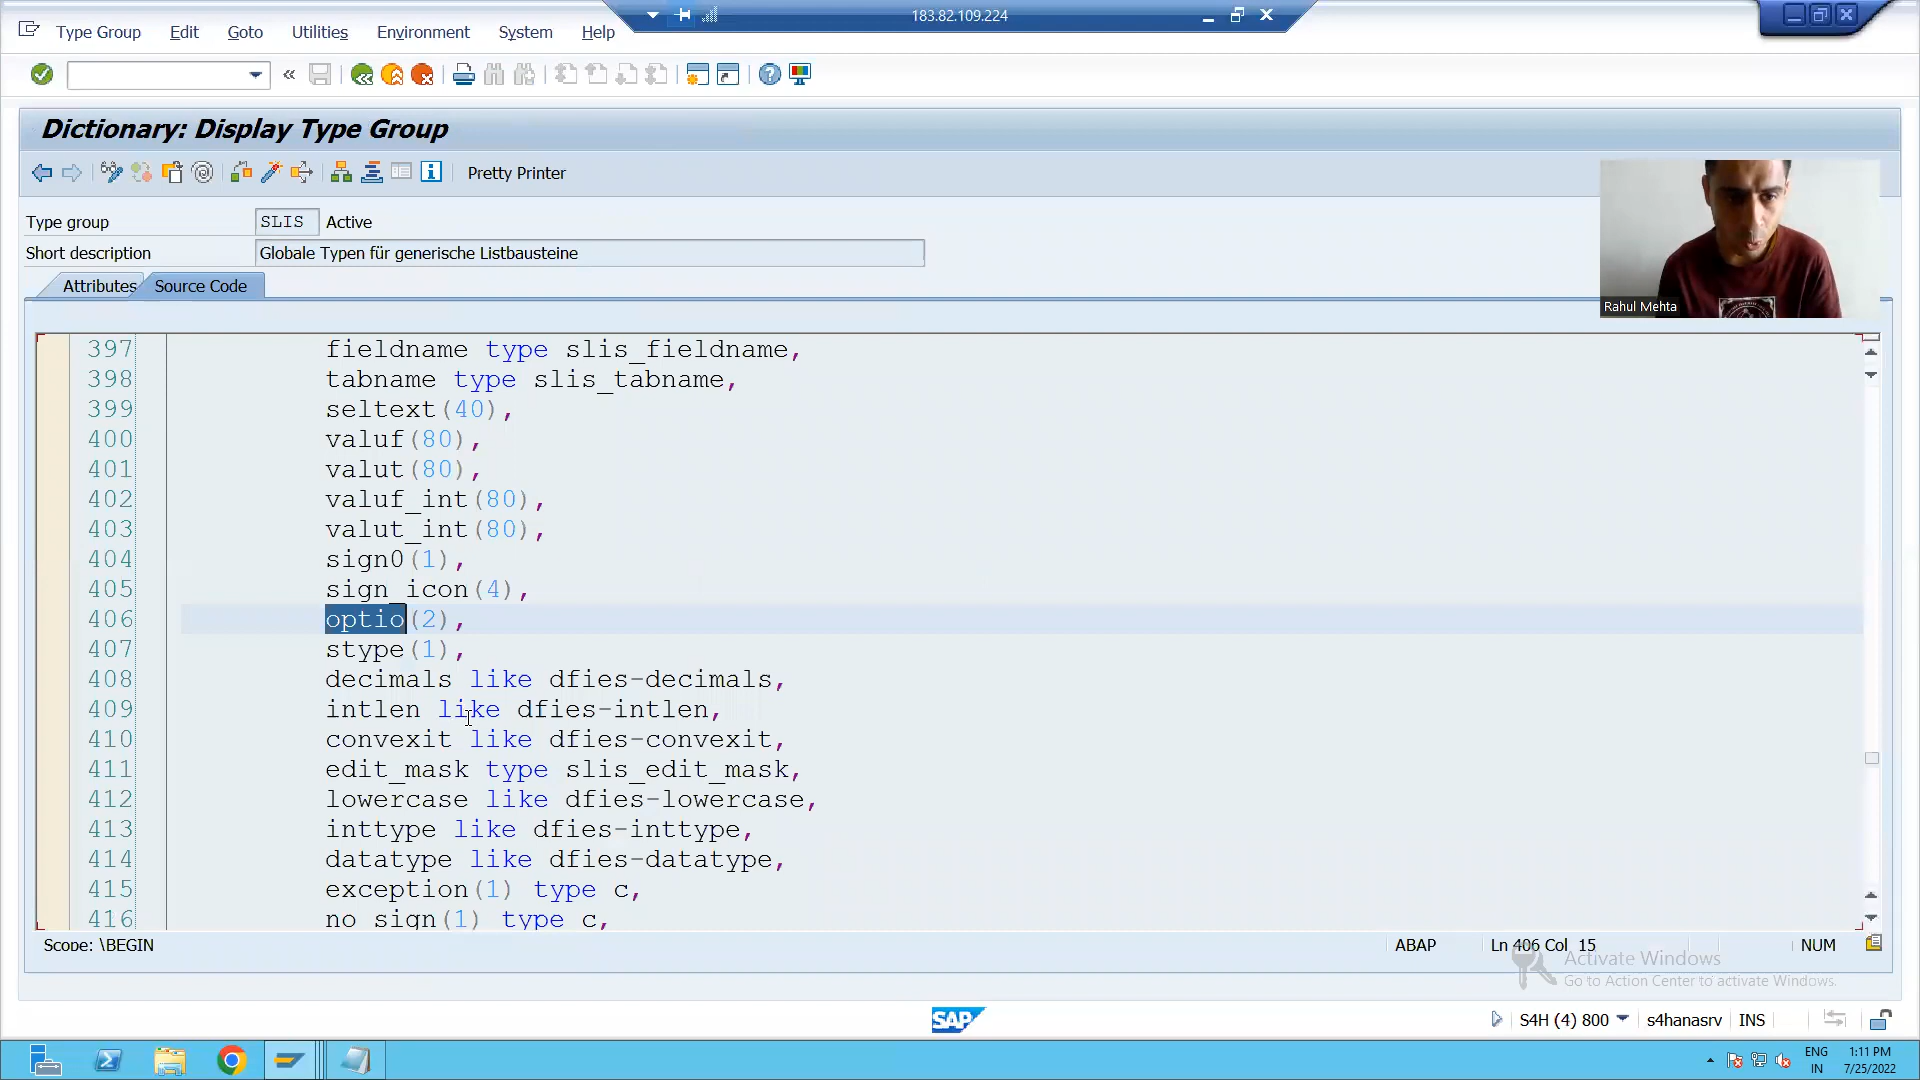 183.82.109.224
Type Group Edit Goto Utilities Environment System Help
Dictionary: Display Type Group
Pretty Printer
Type group SLIS Active
Short description Globale Typen für generische Listbausteine
Attributes Source Code
Rahul Mehta
397 fieldname type slis_fieldname,
398 tabname type slis_tabname,
399 seltext(40),
400 valuf(80),
401 valut(80),
402 valuf_int(80),
403 valut_int(80),
404 sign0(1),
405 sign_icon(4),
406 optio(2),
407 stype(1),
408 decimals like dfies-decimals,
409 intlen like dfies-intlen,
410 convexit like dfies-convexit,
411 edit_mask type slis_edit_mask,
412 lowercase like dfies-lowercase,
413 inttype like dfies-inttype,
414 datatype like dfies-datatype,
415 exception(1) type c,
416 no_sign(1) type c,
Scope: \BEGIN ABAP Ln 406 Col 15 NUM
Activate Windows
Go to Action Center to activate Windows.
SAP S4H (4) 800 s4hanasrv INS
ENG 1:11 PM
IN 7/25/2022